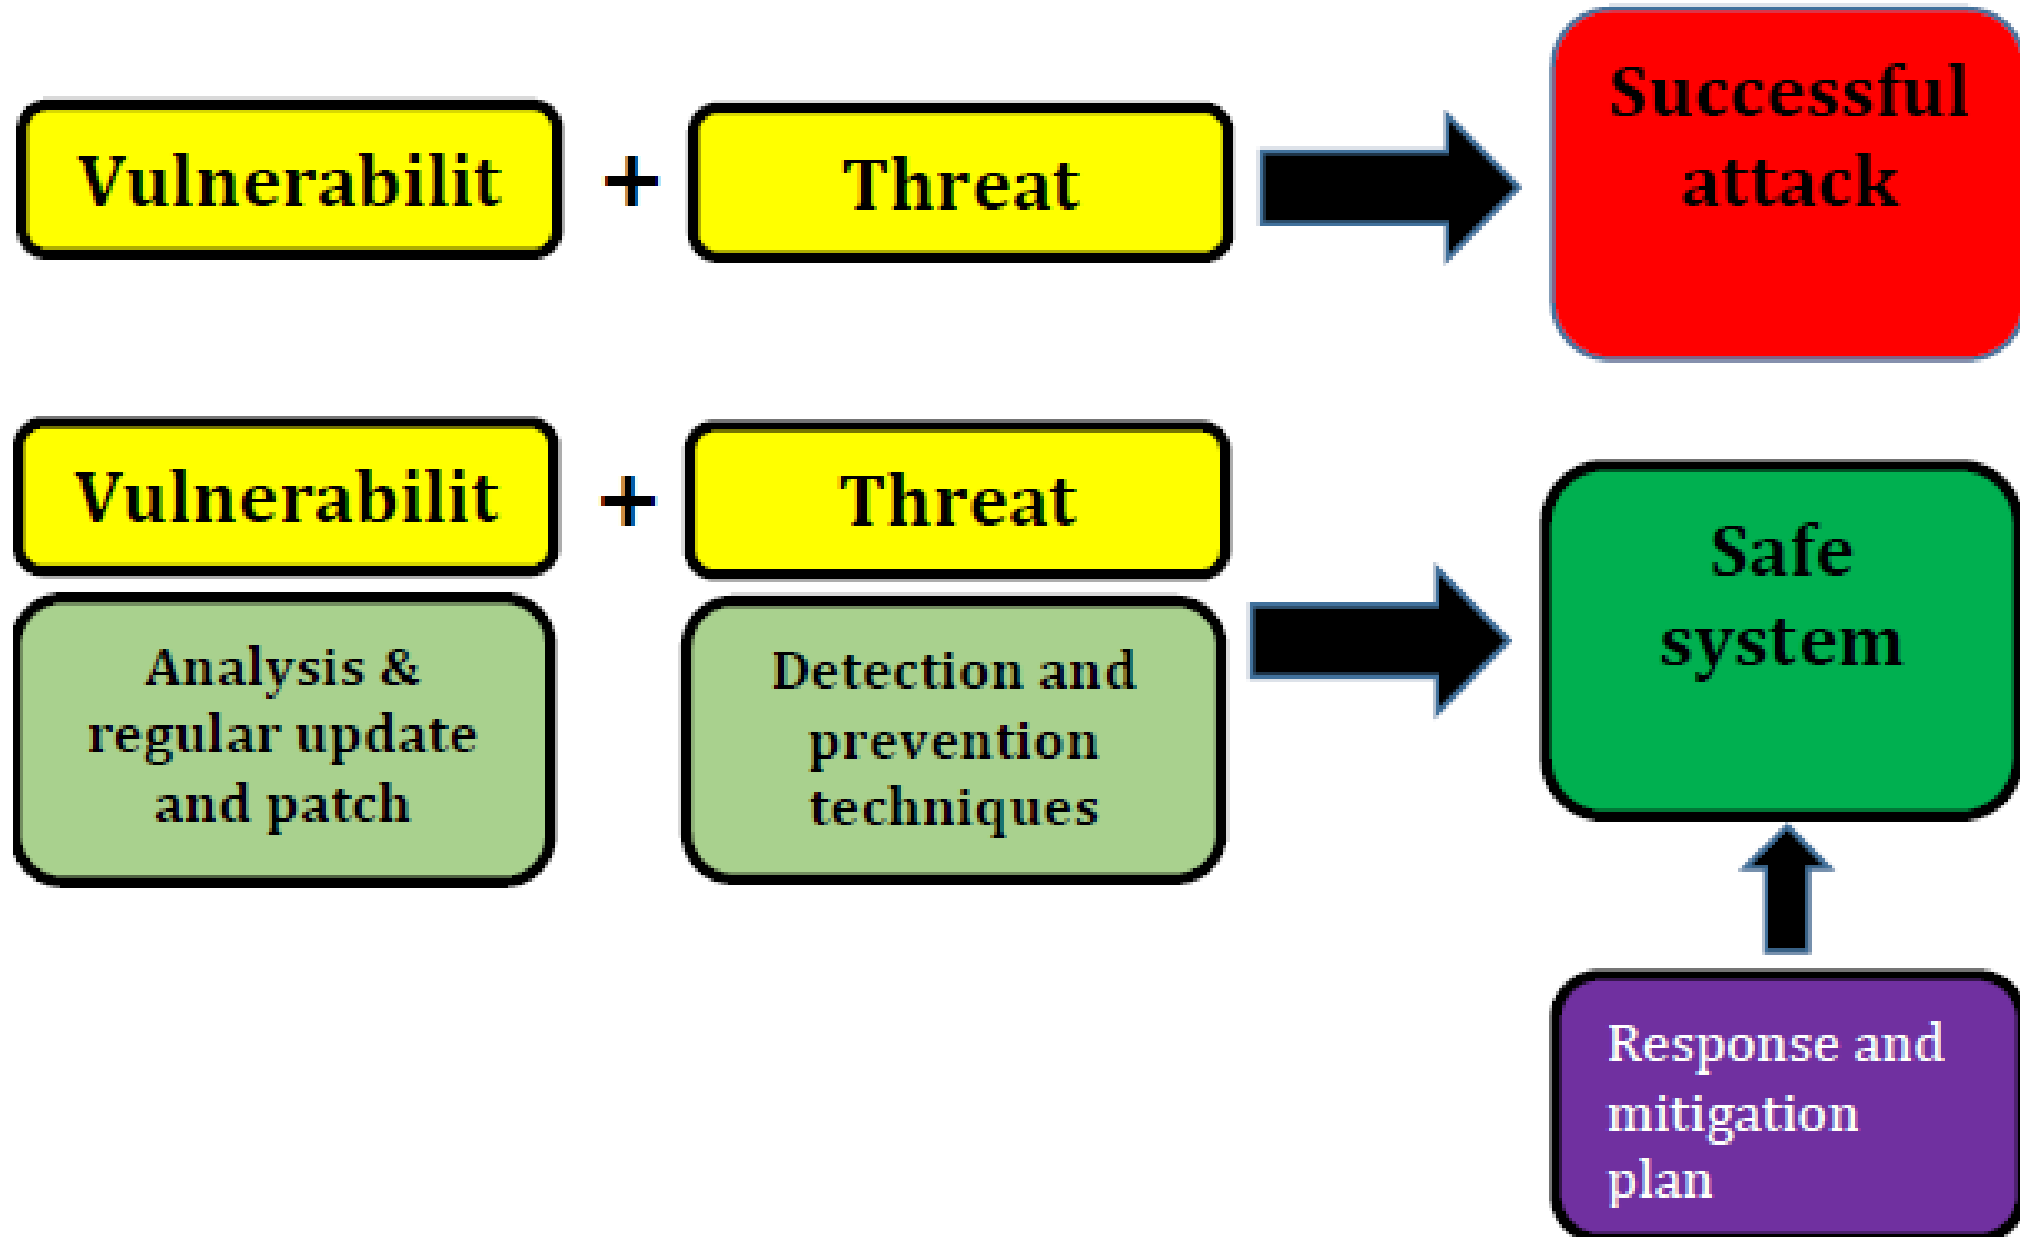 Vulnerabilit + Threat
Successful
attack
Vulnerabilit + Threat
Analysis &
regular update
and patch
Detection and
prevention
techniques
Safe
system
Response and
mitigation
plan